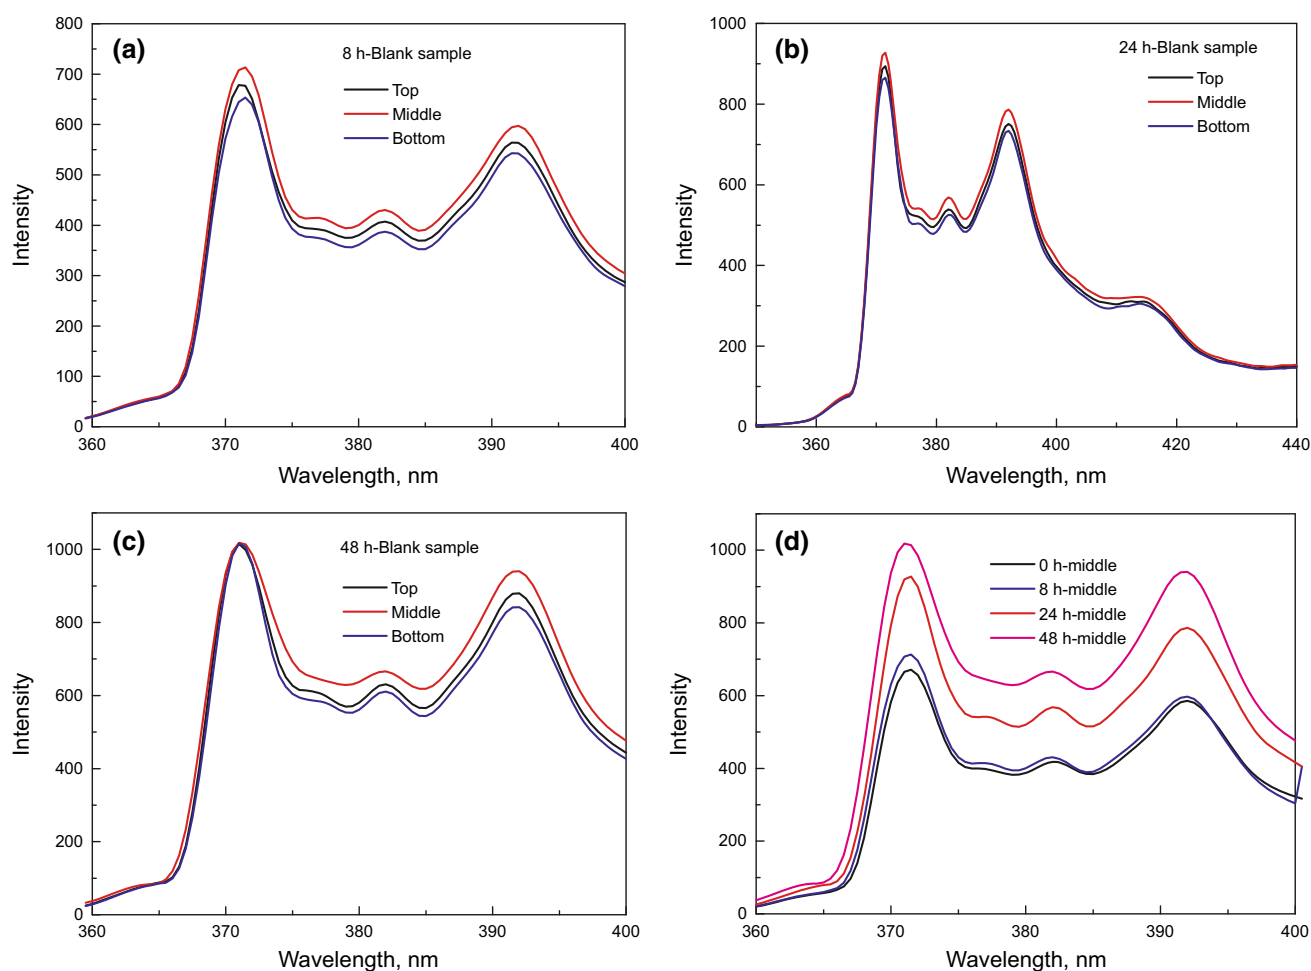 (a)
8 h-Blank sample
Top
Middle
Bottom
800
700
600
500
400
300
200
100
0
Intensity
360
370
380
390
400
Wavelength, nm
(b)
24 h-Blank sample
Top
Middle
Bottom
1000
800
600
400
200
0
Intensity
360
380
400
420
440
Wavelength, nm
(c)
48 h-Blank sample
Top
Middle
Bottom
1000
800
600
400
200
0
Intensity
360
370
380
390
400
Wavelength, nm
(d)
0 h-middle
8 h-middle
24 h-middle
48 h-middle
1000
800
600
400
200
0
Intensity
360
370
380
390
400
Wavelength, nm